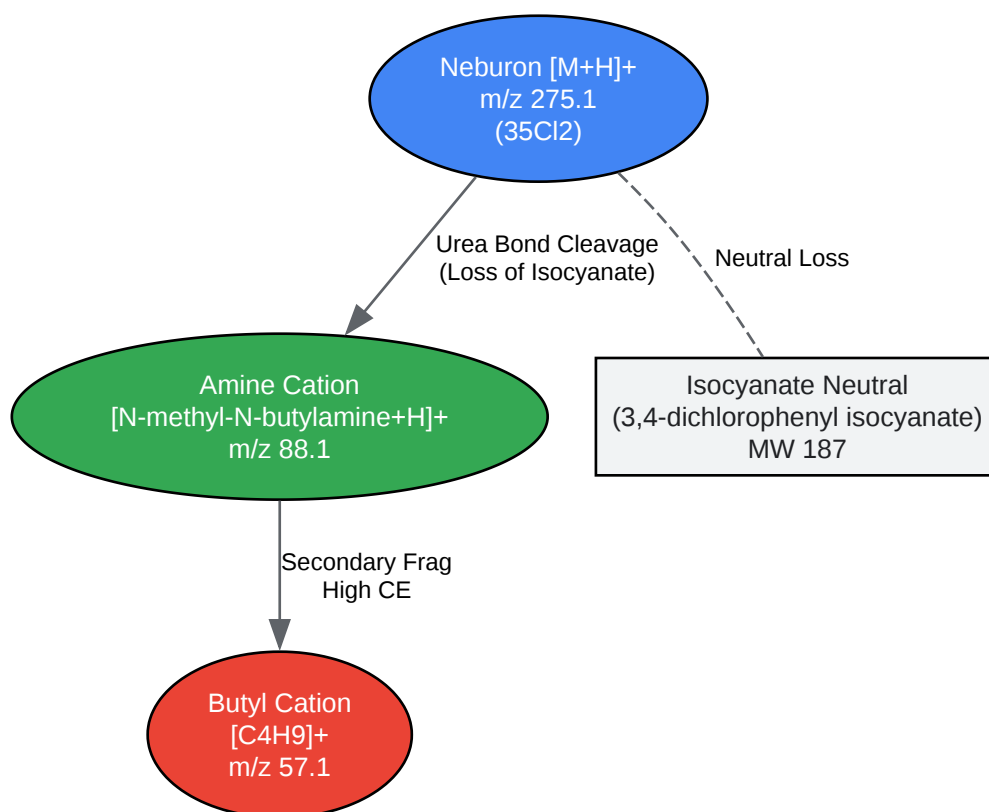 Neburon [M+H]+
m/z 275.1
(35Cl2)
Urea Bond Cleavage
(Loss of Isocyanate)
Neutral Loss
Amine Cation
[N-methyl-N-butylamine+H]+
m/z 88.1
Isocyanate Neutral
(3,4-dichlorophenyl isocyanate)
MW 187
Secondary Frag
High CE
Butyl Cation
[C4H9]+
m/z 57.1